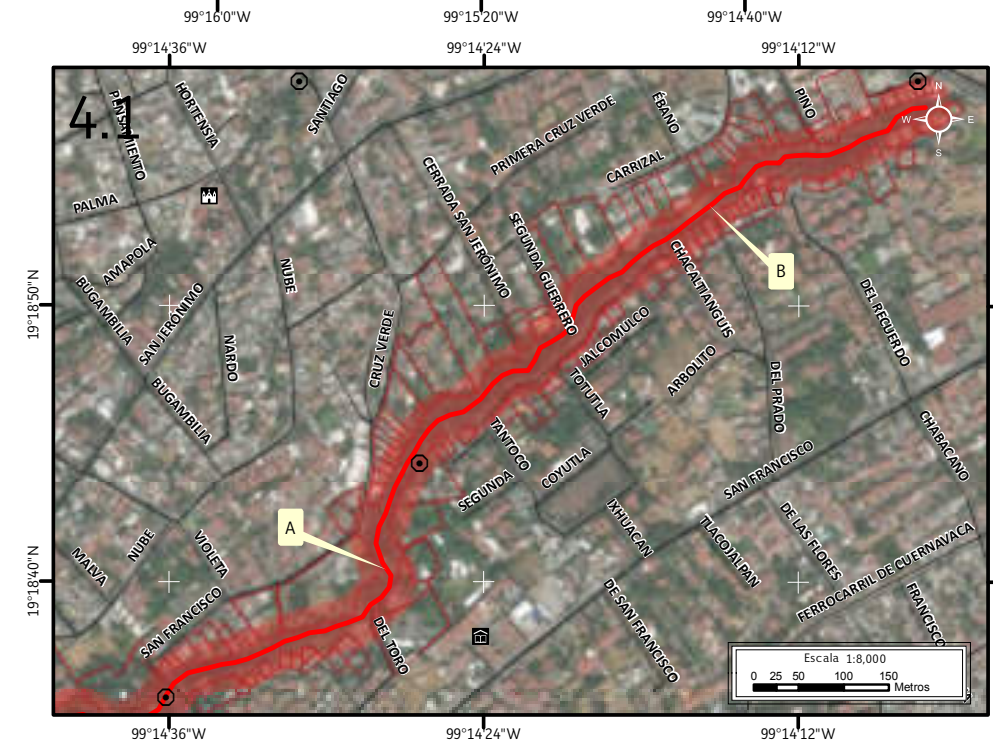 99°16'0"W
99°15'20"W
99°14'40"W
99°14'36"W
99°14'24"W
99°14'12"W
4.1
PENSAMIENTO
HORTENSIA
SANTIAGO
PRIMERA CRUZ VERDE
ÉBANO
PINO
N
W
E
S
CARRIZAL
CERRADA SAN JERÓNIMO
PALMA
SEGUNDA GUERRERO
AMAPOLA
NUBE
CHACALTIANGUIS
B
BUGAMBILIA
SAN JERÓNIMO
DEL RECUERDO
19°18'50"N
NARDO
CRUZ VERDE
JALCOMULCO
ARBOLITO
BUGAMBILIA
TOTUTLA
DEL PRADO
TANTOCO
CHABACANO
COYUTLA
SAN FRANCISCO
SEGUNDA
A
IXHUACAN
TLACOJALPAN
DE LAS FLORES
NUBE
VIOLETA
MALVA
FERROCARRIL DE CUERNAVACA
19°18'40"N
SAN FRANCISCO
DE SAN FRANCISCO
FRANCISCO
DEL TORO
Escala 1:8,000
0 25 50 100 150
Metros
99°14'36"W
99°14'24"W
99°14'12"W